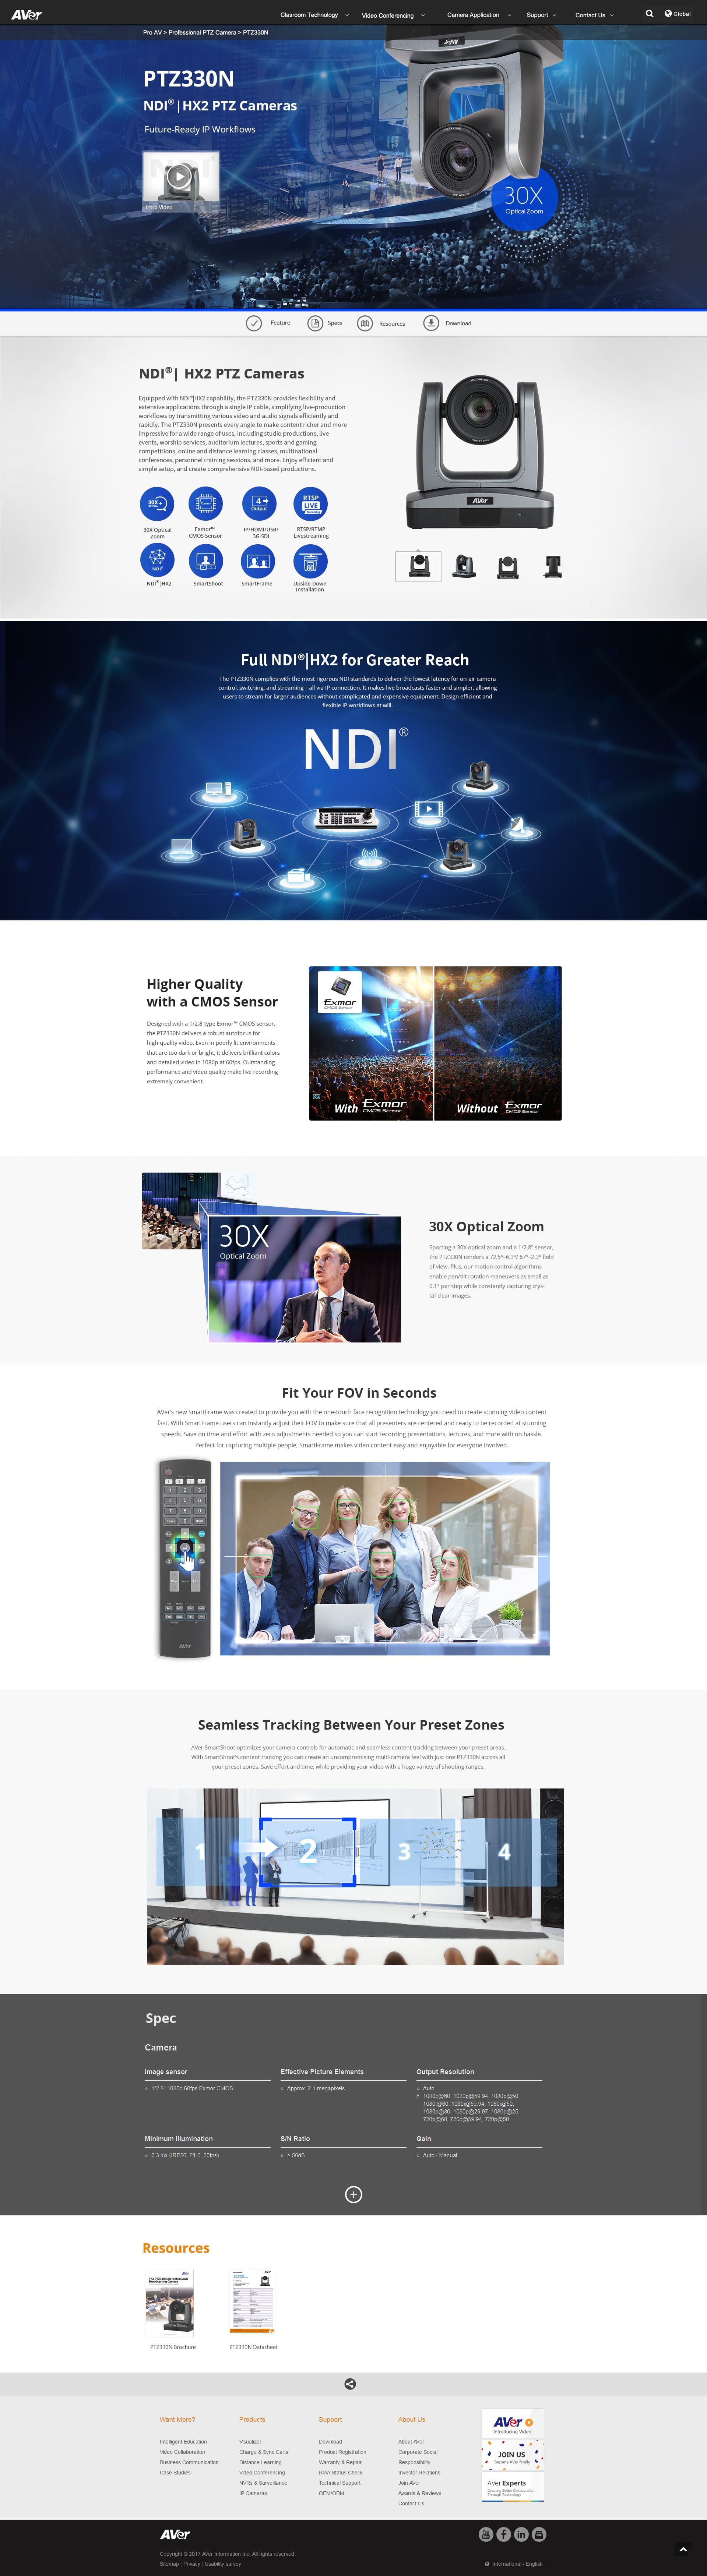 AVer
Clasroom Technology
Video Conferencing
Camera Application
Support
Contact Us
Global
Pro AV > Professional PTZ Camera > PTZ330N
PTZ330N
NDI®|HX2 PTZ Cameras
Future-Ready IP Workflows
Intro Video
AVer
30X
Optical Zoom
Feature
Specs
Resources
Download
NDI®| HX2 PTZ Cameras
Equipped with NDI®|HX2 capability, the PTZ330N provides flexibility and
extensive applications through a single IP cable, simplifying live-production
workflows by transmitting various video and audio signals efficiently and
rapidly. The PTZ330N presents every angle to make content richer and more
impressive for a wide range of uses, including studio productions, live
events, worship services, auditorium lectures, sports and gaming
competitions, online and distance learning classes, multinational
conferences, personnel training sessions, and more. Enjoy efficient and
simple setup, and create comprehensive NDI-based productions.
AVer
30X
30X Optical
Zoom
Exmor
Exmor™
CMOS Sensor
4
Output
IP/HDMI/USB/
3G-SDI
RTSP
LIVE
RTSP/RTMP
Livestreaming
NDI®
NDI®|HX2
SmartShoot
SmartFrame
Upside-Down
Installation
Full NDI®|HX2 for Greater Reach
The PTZ330N complies with the most rigorous NDI standards to deliver the lowest latency for on-air camera
control, switching, and streaming—all via IP connection. It makes live broadcasts faster and simpler, allowing
users to stream for larger audiences without complicated and expensive equipment. Design efficient and
flexible IP workflows at will.
NDI®
Higher Quality
with a CMOS Sensor
Designed with a 1/2.8-type Exmor™ CMOS sensor,
the PTZ330N delivers a robust autofocus for
high-quality video. Even in poorly lit environments
that are too dark or bright, it delivers brilliant colors
and detailed video in 1080p at 60fps. Outstanding
performance and video quality make live recording
extremely convenient.
Exmor
CMOS Sensor
With Exmor
CMOS Sensor
Without Exmor
CMOS Sensor
30X
Optical Zoom
30X Optical Zoom
Sporting a 30X optical zoom and a 1/2.8" sensor,
the PTZ330N renders a 72.5°–6.3°/ 67°–2.3° field
of view. Plus, our motion control algorithms
enable pan/tilt rotation maneuvers as small as
0.1° per step while constantly capturing crys-
tal-clear images.
Fit Your FOV in Seconds
AVer's new SmartFrame was created to provide you with the one-touch face recognition technology you need to create stunning video content
fast. With SmartFrame users can instantly adjust their FOV to make sure that all presenters are centered and ready to be recorded at stunning
speeds. Save on time and effort with zero adjustments needed so you can start recording presentations, lectures, and more with no hassle.
Perfect for capturing multiple people, SmartFrame makes video content easy and enjoyable for everyone involved.
AVer
Seamless Tracking Between Your Preset Zones
AVer SmartShoot optimizes your camera controls for automatic and seamless content tracking between your preset areas.
With SmartShoot's content tracking you can create an uncompromising multi-camera feel with just one PTZ330N across all
your preset zones. Save effort and time, while providing your video with a huge variety of shooting ranges.
1
2
3
4
Spec
Camera
Image sensor
1/2.8" 1080p 60fps Exmor CMOS
Effective Picture Elements
Approx. 2.1 megapixels
Output Resolution
Auto
1080p@60, 1080p@59.94, 1080p@50,
1080i@60, 1080i@59.94, 1080i@50,
1080p@30, 1080p@29.97, 1080p@25,
720p@60, 720p@59.94, 720p@50
Minimum Illumination
0.3 lux (IRE50, F1.6, 30fps)
S/N Ratio
> 50dB
Gain
Auto / Manual
Resources
PTZ330N Brochure
PTZ330N Datasheet
Want More?
Intelligent Education
Video Collaboration
Business Communication
Case Studies
Products
Visualizer
Charge & Sync Carts
Distance Learning
Video Conferencing
NVRs & Surveillance
IP Cameras
Support
Download
Product Registration
Warranty & Repair
RMA Status Check
Technical Support
OEM/ODM
About Us
About AVer
Corporate Social
Responsibility
Investor Relations
Join AVer
Awards & Reviews
Contact Us
AVer
Introducing Video
JOIN US
Become AVer family
AVer Experts
Creating Better Collaboration
Through Technology
AVer
Copyright © 2017 AVer Information Inc. All rights reserved.
Sitemap | Privacy | Usability survey
International / English